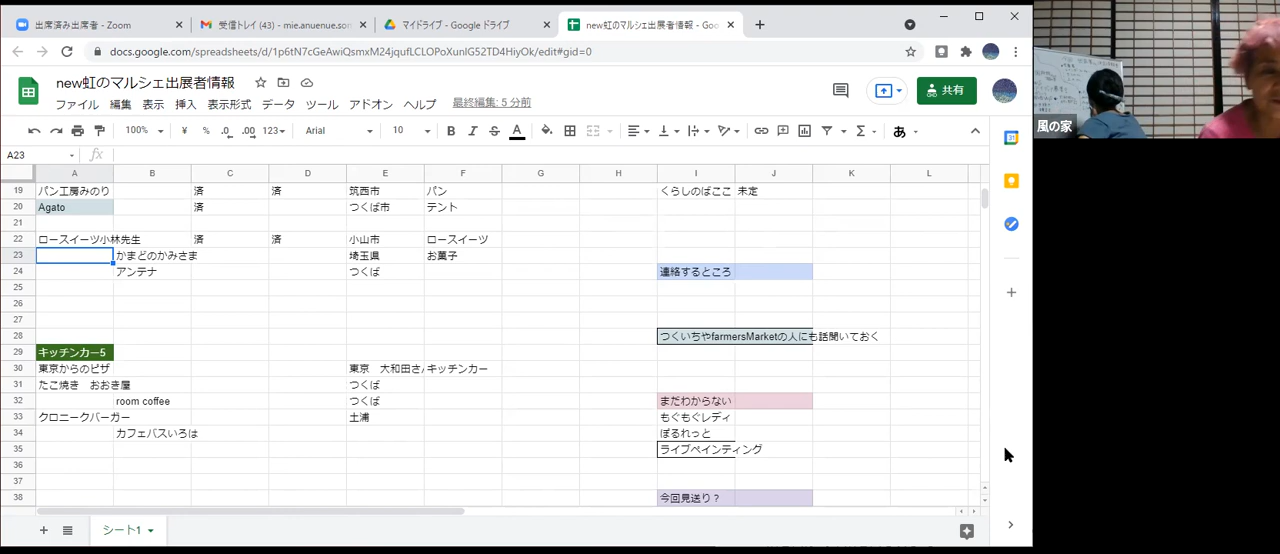 出席済み出席者 - Zoom
受信トレイ (43) - mie.anuenue.son
マイドライブ - Google ドライブ
new虹のマルシェ出展者情報 - Goo
docs.google.com/spreadsheets/d/1p6tN7cGeAwiQsmxM24jqufLCLOPoXunIG52TD4HiyOk/edit#gid=0
new虹のマルシェ出展者情報
ファイル 編集 表示 挿入 表示形式 データ ツール アドオン ヘルプ 最終編集: 5 分前
共有
100% ¥ % .0 .00 123 Arial 10 B I S A Σ あ
A23 fx
A B C D E F G H I J K L
19 パン工房みのり 済 済 筑西市 パン くらしのばここ 未定
20 Agato 済 つくば市 テント
21
22 ロースイーツ小林先生 済 済 小山市 ロースイーツ
23 かまどのかみさま 埼玉県 お菓子
24 アンテナ つくば 連絡するところ
25
26
27
28 つくいちやfarmersMarketの人にも話聞いておく
29 キッチンカー5
30 東京からのピザ 東京 大和田さん キッチンカー
31 たこ焼き おおき屋 つくば
32 room coffee つくば まだわからない
33 クロニークバーガー 土浦 もぐもぐレディ
34 カフェバスいろは ぽるれっと
35 ライブペインティング
36
37
38 今回見送り？
シート1
31
風の家